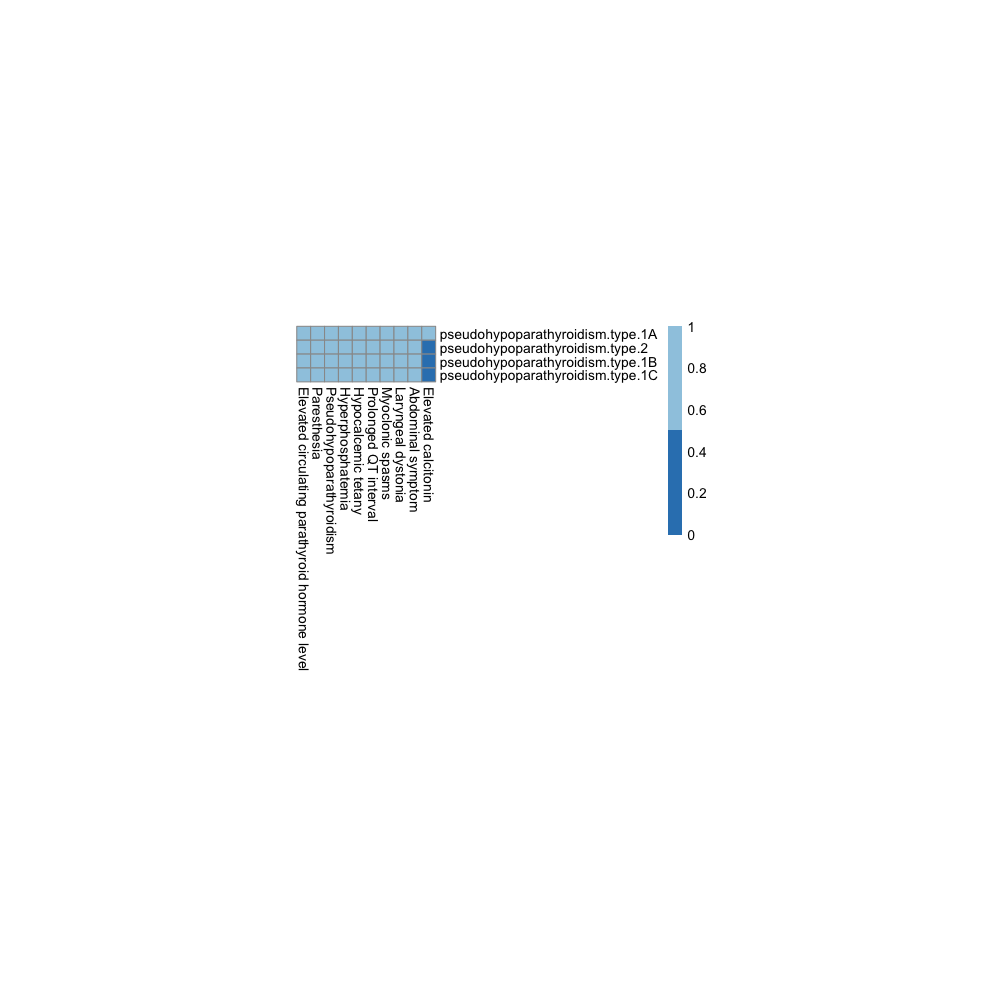 pseudohypoparathyroidism.type.1A
pseudohypoparathyroidism.type.2
pseudohypoparathyroidism.type.1B
pseudohypoparathyroidism.type.1C
Elevated circulating parathyroid hormone level
Paresthesia
Pseudohypoparathyroidism
Hyperphosphatemia
Hypocalcemic tetany
Prolonged QT interval
Myoclonic spasms
Laryngeal dystonia
Abdominal symptom
Elevated calcitonin
1
0.8
0.6
0.4
0.2
0